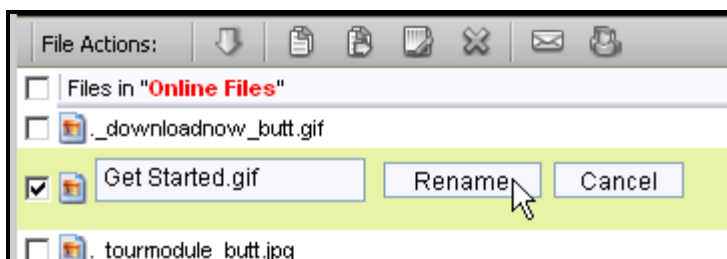 File Actions:
Files in "Online Files"
._downloadnow_butt.gif
Get Started.gif Rename Cancel
._tourmodule_butt.jpg